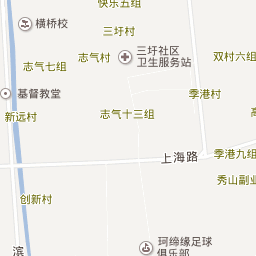 快乐五组
横桥校
三圩村
志气村
三圩社区
卫生服务站
双村六组
志气七组
基督教堂
季港村
新远村
志气十三组
上海路
季港九组
秀山副业
创新村
滨
珂缔缘足球
俱乐部